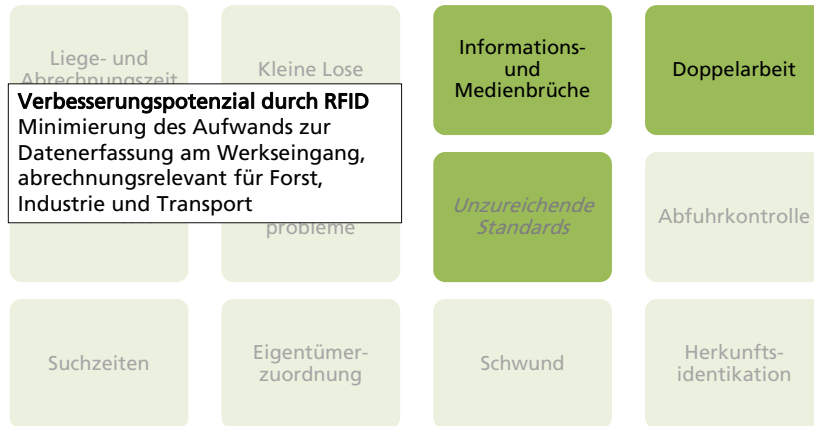 Liege- und
Abrechnungszeit
Kleine Lose
Informations-
und
Medienbrüche
Doppelarbeit
Verbesserungspotenzial durch RFID
Minimierung des Aufwands zur
Datenerfassung am Werkseingang,
abrechnungsrelevant für Forst,
Industrie und Transport
probleme
Unzureichende
Standards
Abfuhrkontrolle
Suchzeiten
Eigentümer-
zuordnung
Schwund
Herkunfts-
identikation